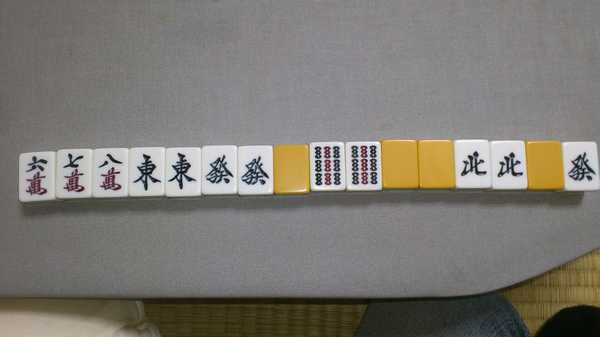 六萬 七萬 八萬 東 東 發 發 北 北 發